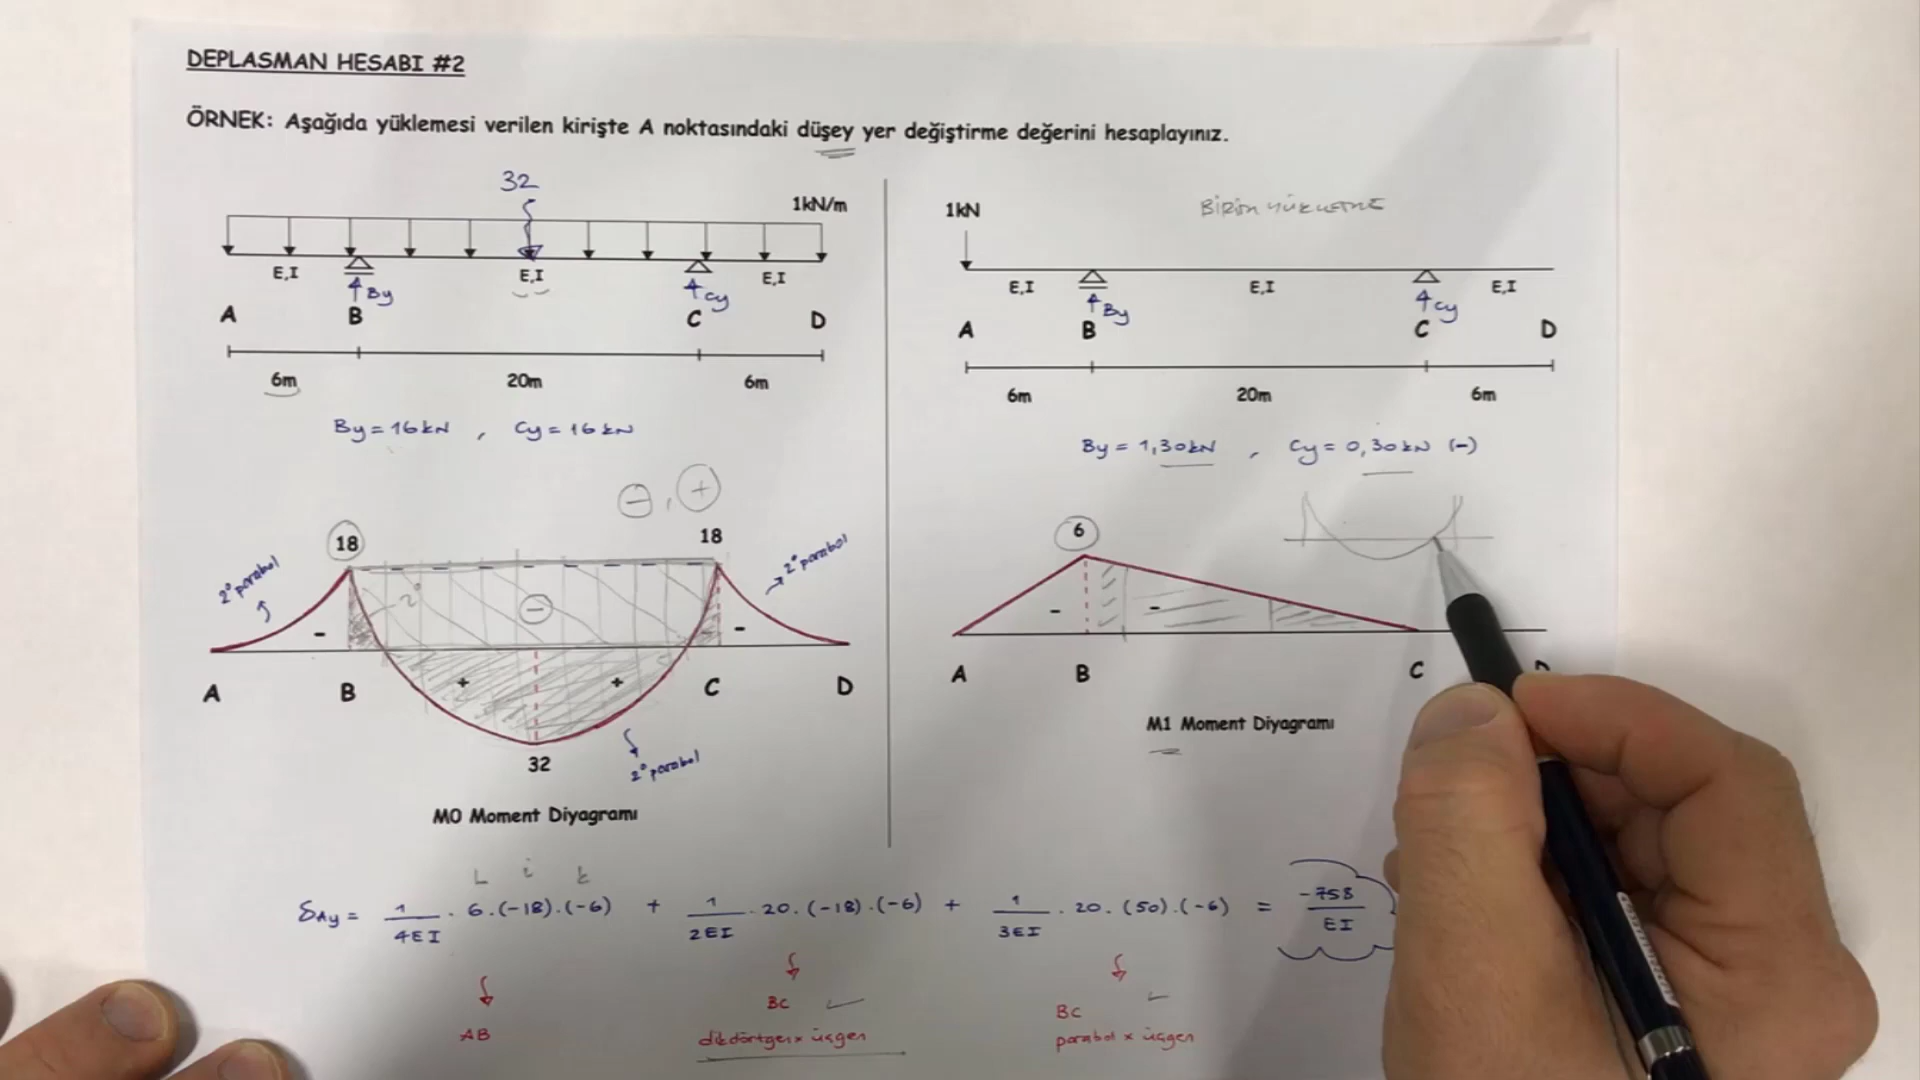 DEPLASMAN HESABI #2
ÖRNEK: Aşağıda yüklemesi verilen kirişte A noktasındaki düşey yer değiştirme değerini hesaplayınız.
32
1kN/m
E,I E,I E,I
By Cy
A B C D
6m 20m 6m
By = 16kN , Cy = 16kN
1kN
BİRİM YÜKLEME
E,I E,I E,I
By Cy
A B C D
6m 20m 6m
By = 1,30kN , Cy = 0,30kN (-)
- , +
18 18
2° parabol 2° parabol
2°
-
- -
+ +
A B C D
32
2° parabol
M0 Moment Diyagramı
6
- -
A B C D
M1 Moment Diyagramı
L i k
δAy = 1/4EI . 6.(-18).(-6) + 1/2EI . 20.(-18).(-6) + 1/3EI . 20.(50).(-6) = -758/EI
AB
BC
dikdörtgen x üçgen
BC
parabol x üçgen